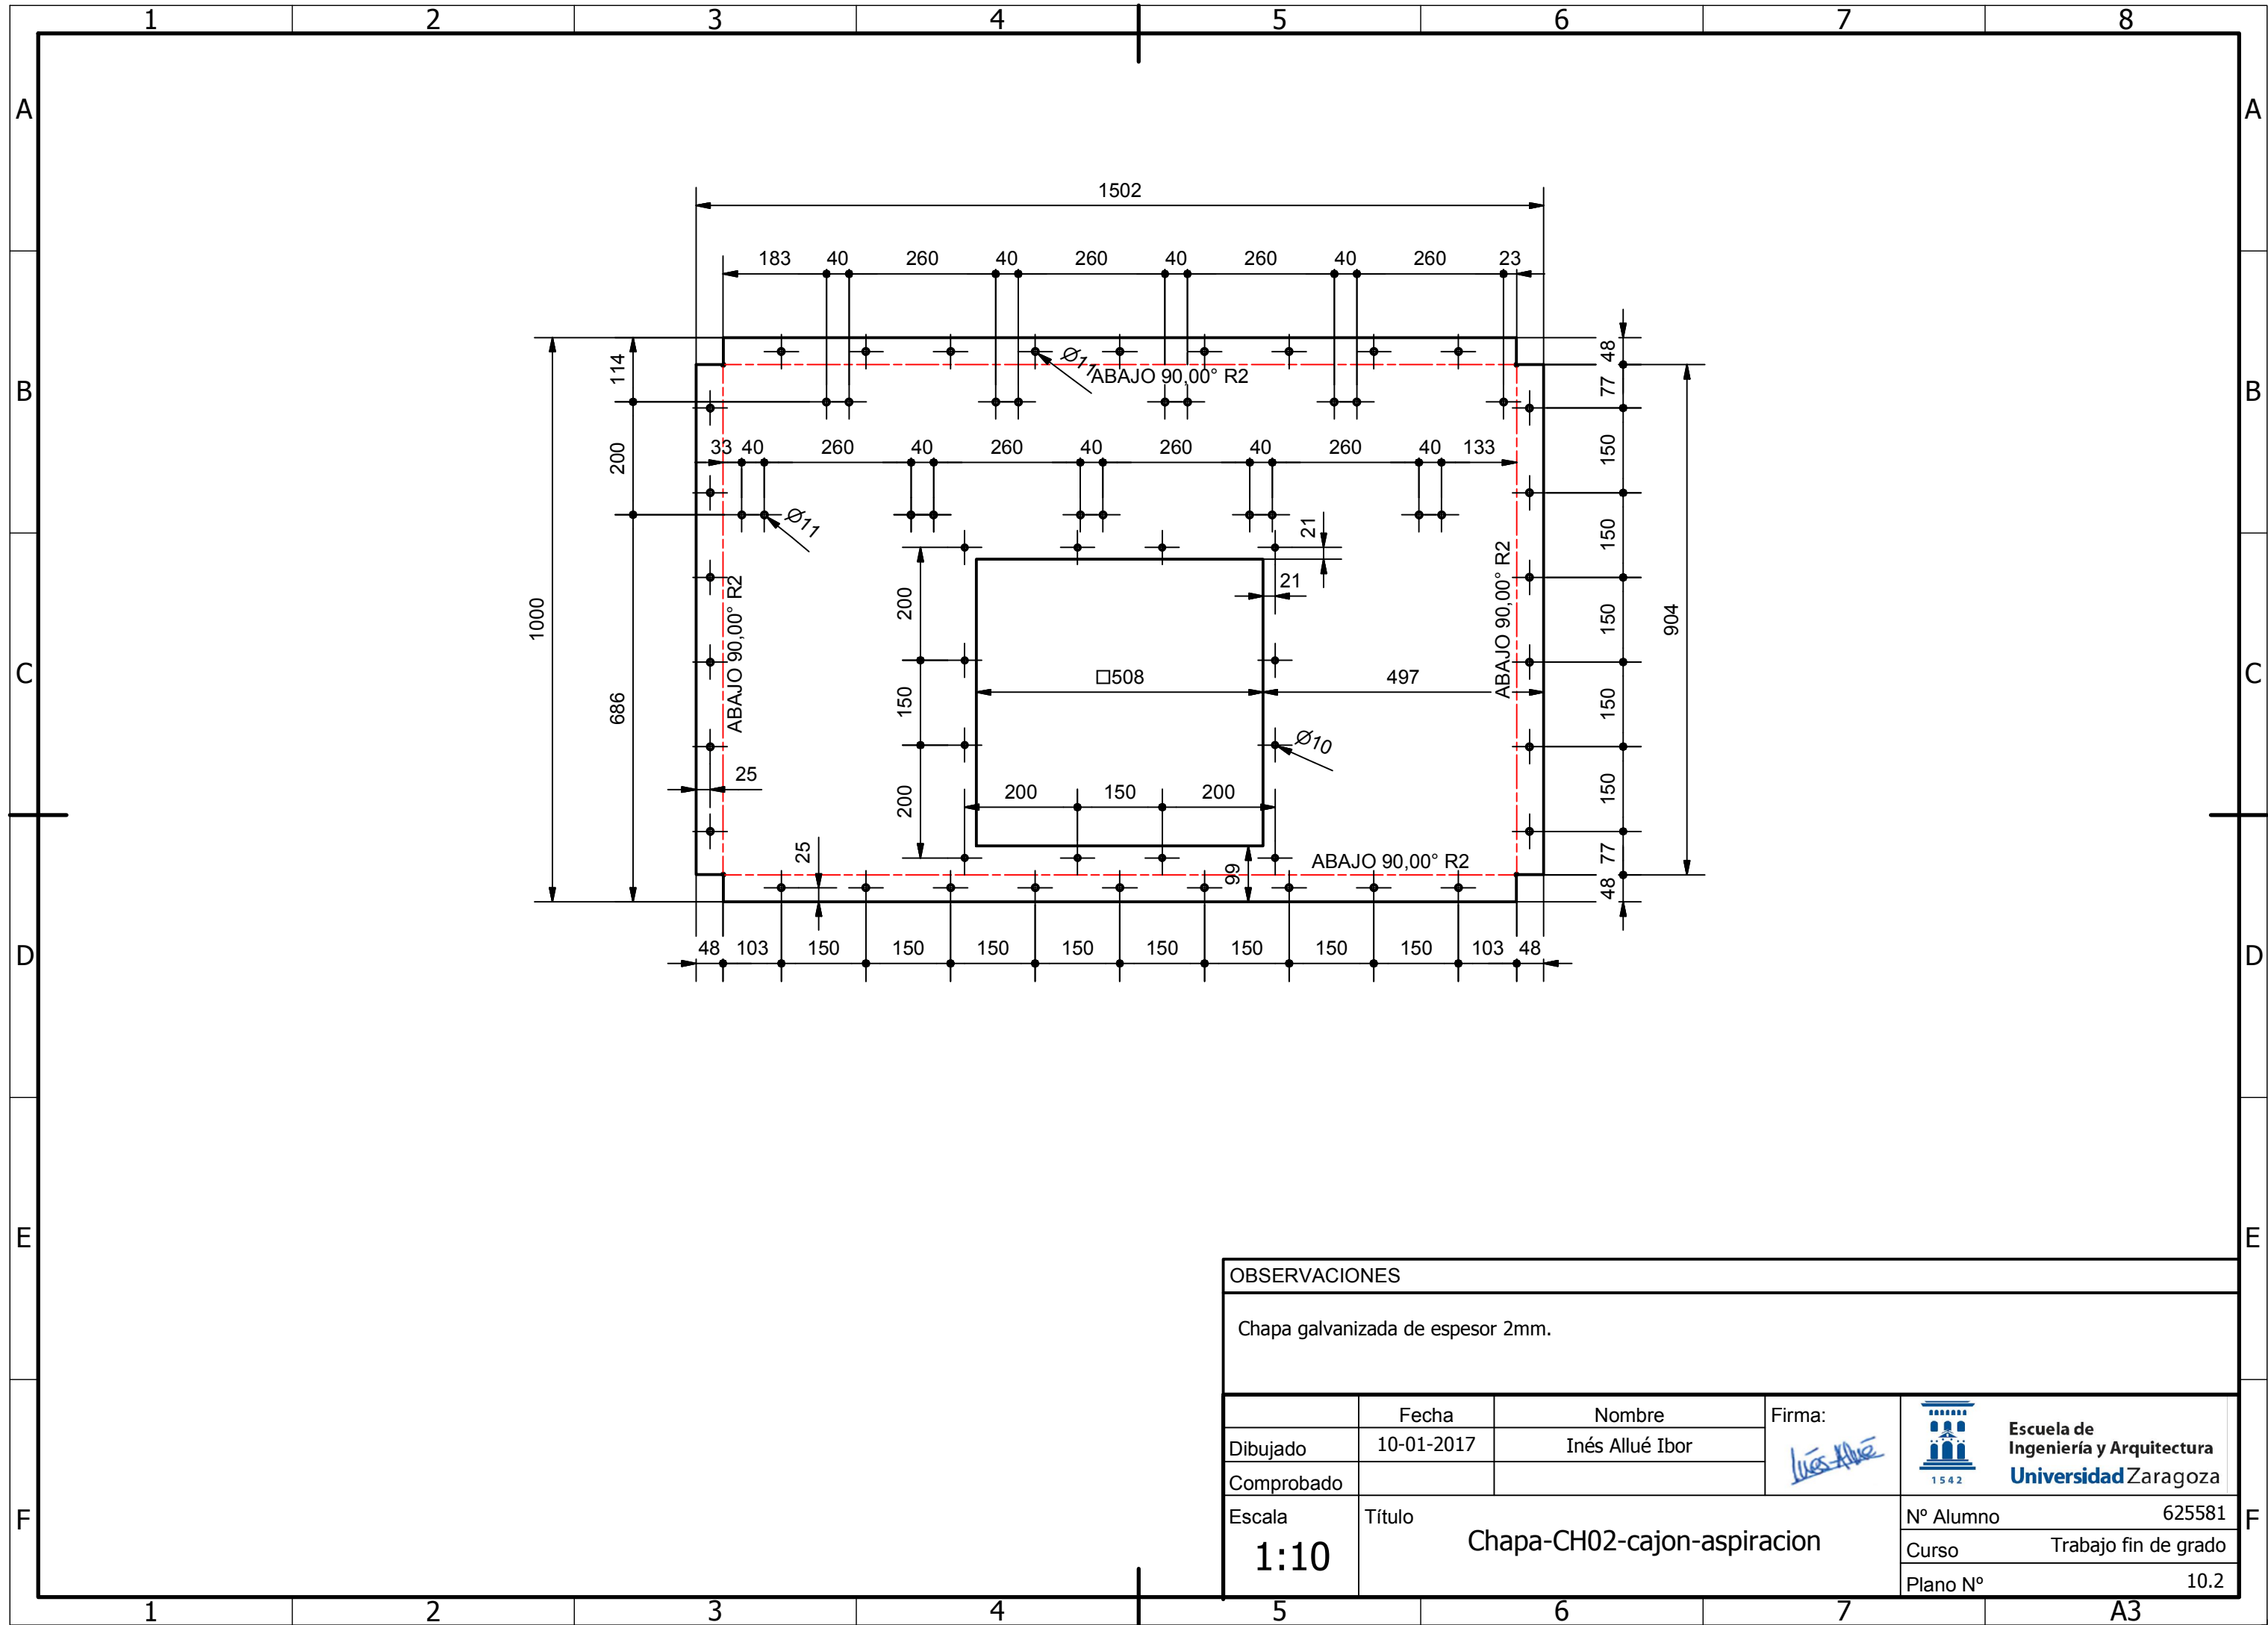 1 2 3 4 5 6 7 8
A A
1502
183 40 260 40 260 40 260 40 260 23
114 48
Ø11
B ABAJO 90,00° R2 77 B
33 40 260 40 260 40 260 40 260 40 133
200 150
Ø11
21
150
ABAJO 90,00° R2
ABAJO 90,00° R2
21
200
1000 150 904
C □508 497 C
686 150 150
Ø10
25
200 150 200
200 150
25
99 ABAJO 90,00° R2 77
48
D 48 103 150 150 150 150 150 150 150 150 103 48 D
E E
OBSERVACIONES
Chapa galvanizada de espesor 2mm.
Fecha Nombre Firma:
Dibujado 10-01-2017 Inés Allué Ibor
Inés Allué
Comprobado
1542
Escuela de
Ingeniería y Arquitectura
Universidad Zaragoza
F F
Escala Título Nº Alumno 625581
1:10 Chapa-CH02-cajon-aspiracion
Curso Trabajo fin de grado
Plano Nº 10.2
1 2 3 4 5 6 7 A3